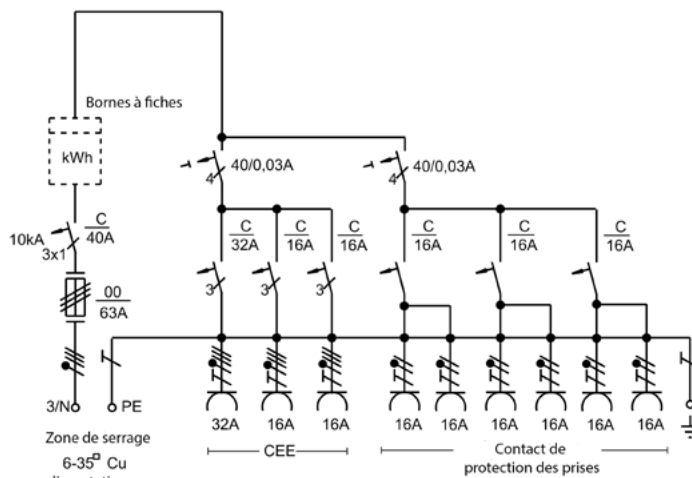 Bornes à fiches
kWh
10kA
3x1
C
40A
00
63A
3/N
PE
Zone de serrage
6-35□ Cu
4
40/0,03A
4
40/0,03A
C
32A
C
16A
C
16A
C
16A
C
16A
C
16A
3
3
3
32A
16A
16A
16A
16A
16A
16A
16A
16A
CEE
Contact de
protection des prises